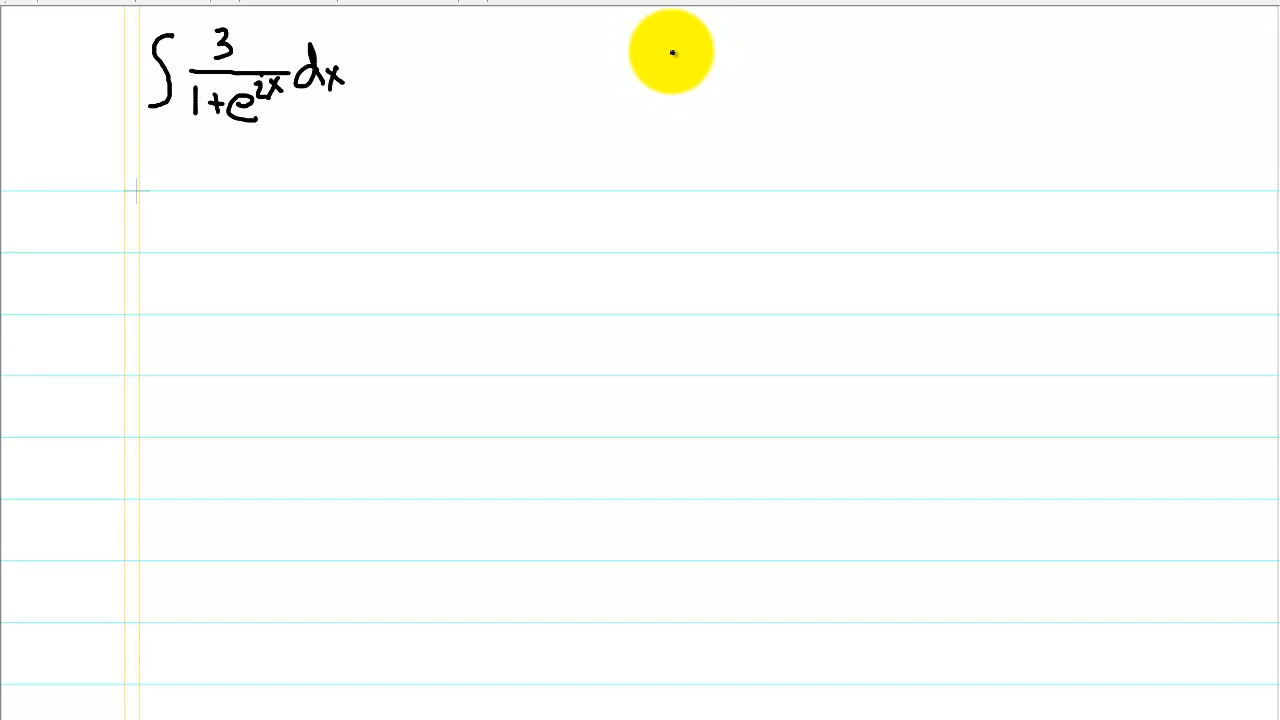 ∫ 3/(1+e^{2x}) dx